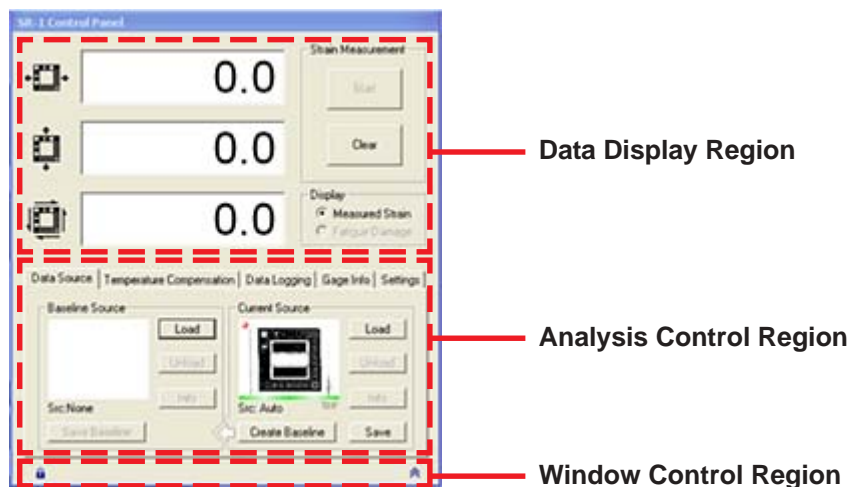 SR-1 Control Panel
Strain Measurement
0.0
Start
0.0
Clear
Data Display Region
Display
Measured Strain
0.0
Fatigue Damage
Data Source Temperature Compensation Data Logging Gage Info Settings
Baseline Source Current Source
Load Load
Analysis Control Region
Unload Unload
Info Info
Src:None Src: Auto
Save Baseline Create Baseline Save
Window Control Region